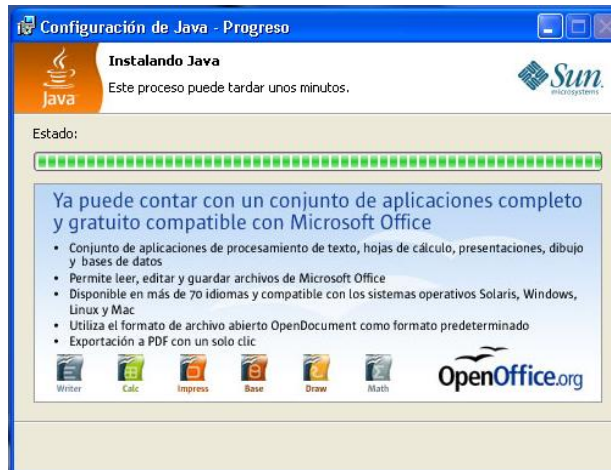 Configuración de Java - Progreso
Java
Instalando Java
Este proceso puede tardar unos minutos.
Sun
microsystems
Estado:
Ya puede contar con un conjunto de aplicaciones completo
y gratuito compatible con Microsoft Office
• Conjunto de aplicaciones de procesamiento de texto, hojas de cálculo, presentaciones, dibujo
y bases de datos
• Permite leer, editar y guardar archivos de Microsoft Office
• Disponible en más de 70 idiomas y compatible con los sistemas operativos Solaris, Windows,
Linux y Mac
• Utiliza el formato de archivo abierto OpenDocument como formato predeterminado
• Exportación a PDF con un solo clic
Writer Calc Impress Base Draw Math
OpenOffice.org